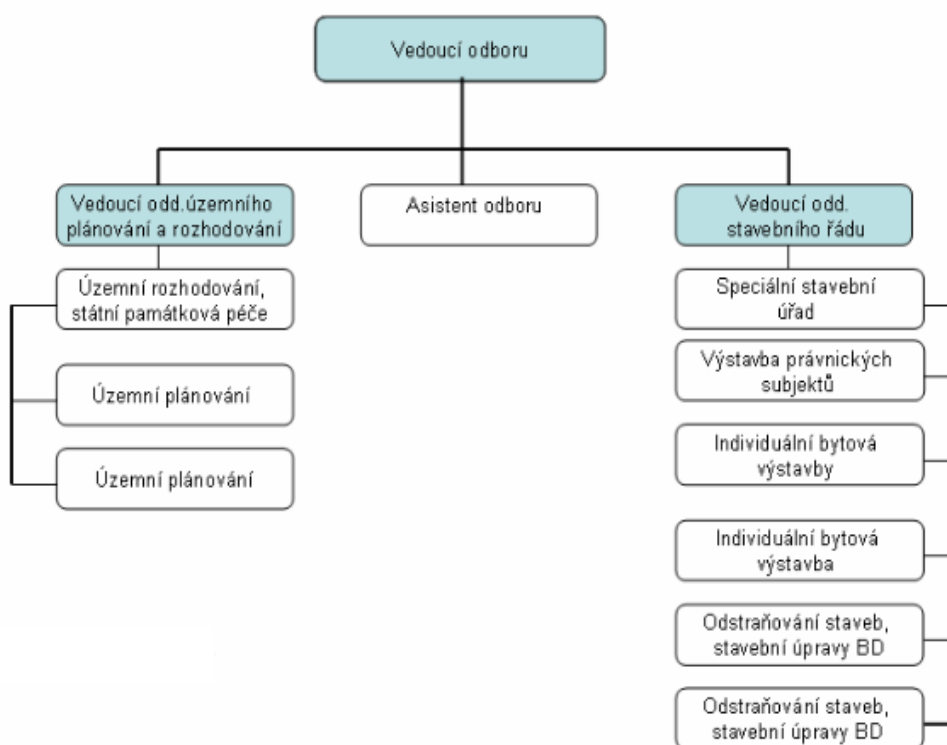 Vedoucí odboru
Vedoucí odd.územního
plánování a rozhodování
Asistent odboru
Vedoucí odd.
stavebního řádu
Územní rozhodování,
státní památková péče
Územní plánování
Územní plánování
Speciální stavební
úřad
Výstavba právnických
subjektů
Individuální bytová
výstavby
Individuální bytová
výstavba
Odstraňování staveb,
stavební úpravy BD
Odstraňování staveb,
stavební úpravy BD